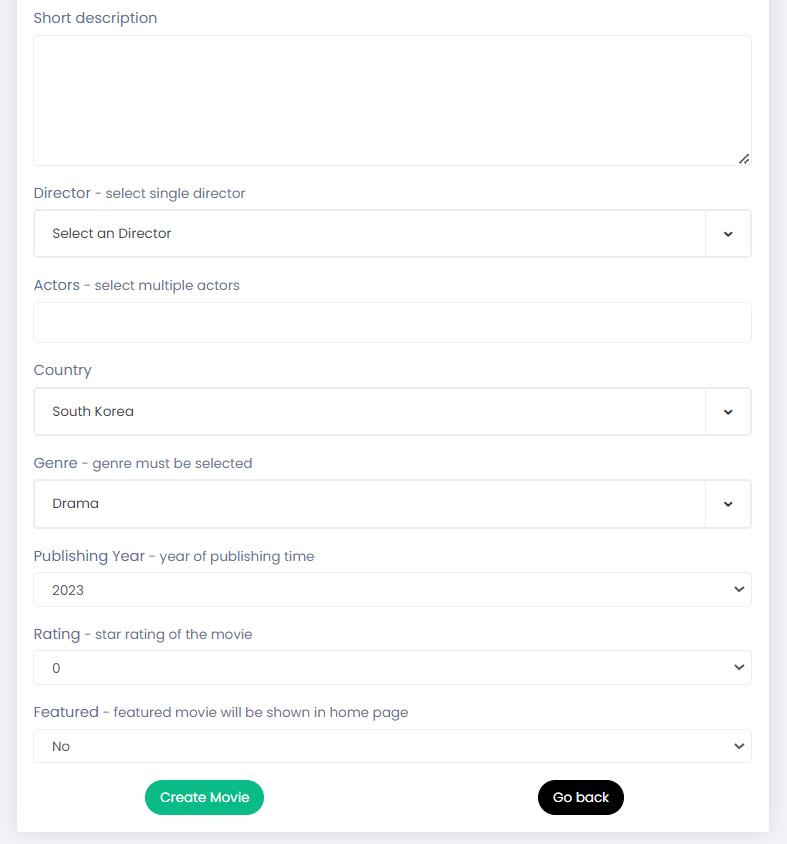 Short description
Director - select single director
Select an Director
Actors - select multiple actors
Country
South Korea
Genre - genre must be selected
Drama
Publishing Year - year of publishing time
2023
Rating - star rating of the movie
0
Featured - featured movie will be shown in home page
No
Create Movie
Go back